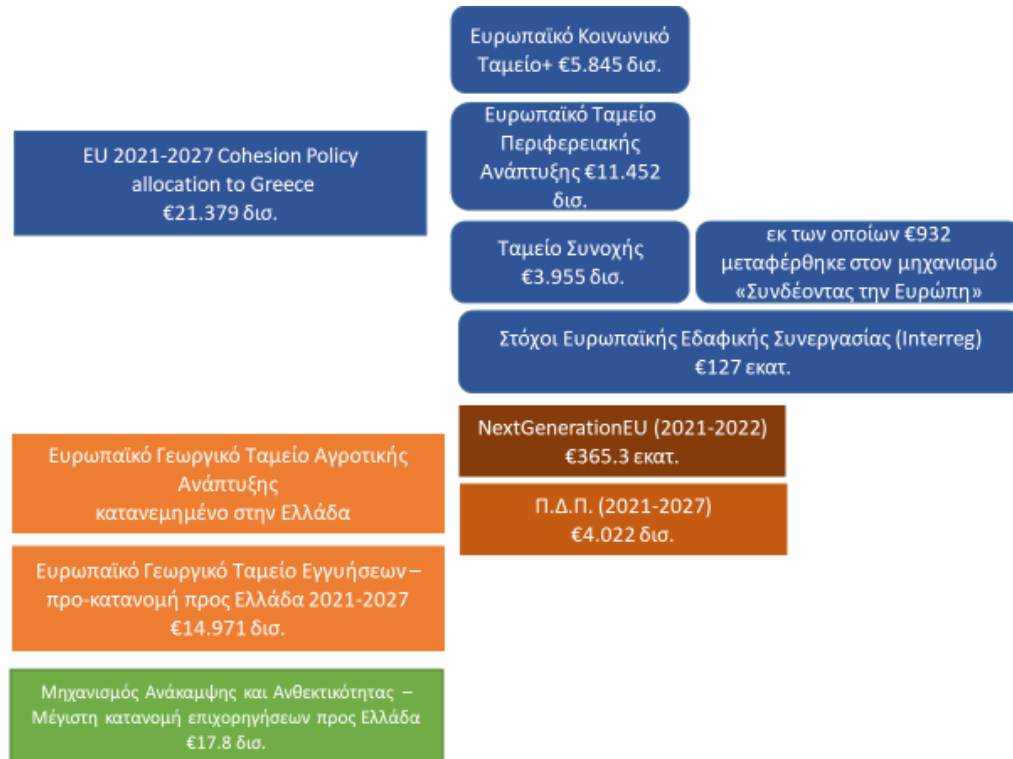 Ευρωπαϊκό Κοινωνικό
Ταμείο+ €5.845 δισ.
Ευρωπαϊκό Ταμείο
Περιφερειακής
Ανάπτυξης €11.452
δισ.
EU 2021-2027 Cohesion Policy
allocation to Greece
€21.379 δισ.
Ταμείο Συνοχής
€3.955 δισ.
εκ των οποίων €932
μεταφέρθηκε στον μηχανισμό
«Συνδέοντας την Ευρώπη»
Στόχοι Ευρωπαϊκής Εδαφικής Συνεργασίας (Interreg)
€127 εκατ.
NextGenerationEU (2021-2022)
€365.3 εκατ.
Ευρωπαϊκό Γεωργικό Ταμείο Αγροτικής
Ανάπτυξης
κατανεμημένο στην Ελλάδα
Π.Δ.Π. (2021-2027)
€4.022 δισ.
Ευρωπαϊκό Γεωργικό Ταμείο Εγγυήσεων –
προ-κατανομή προς Ελλάδα 2021-2027
€14.971 δισ.
Μηχανισμός Ανάκαμψης και Ανθεκτικότητας –
Μέγιστη κατανομή επιχορηγήσεων προς Ελλάδα
€17.8 δισ.